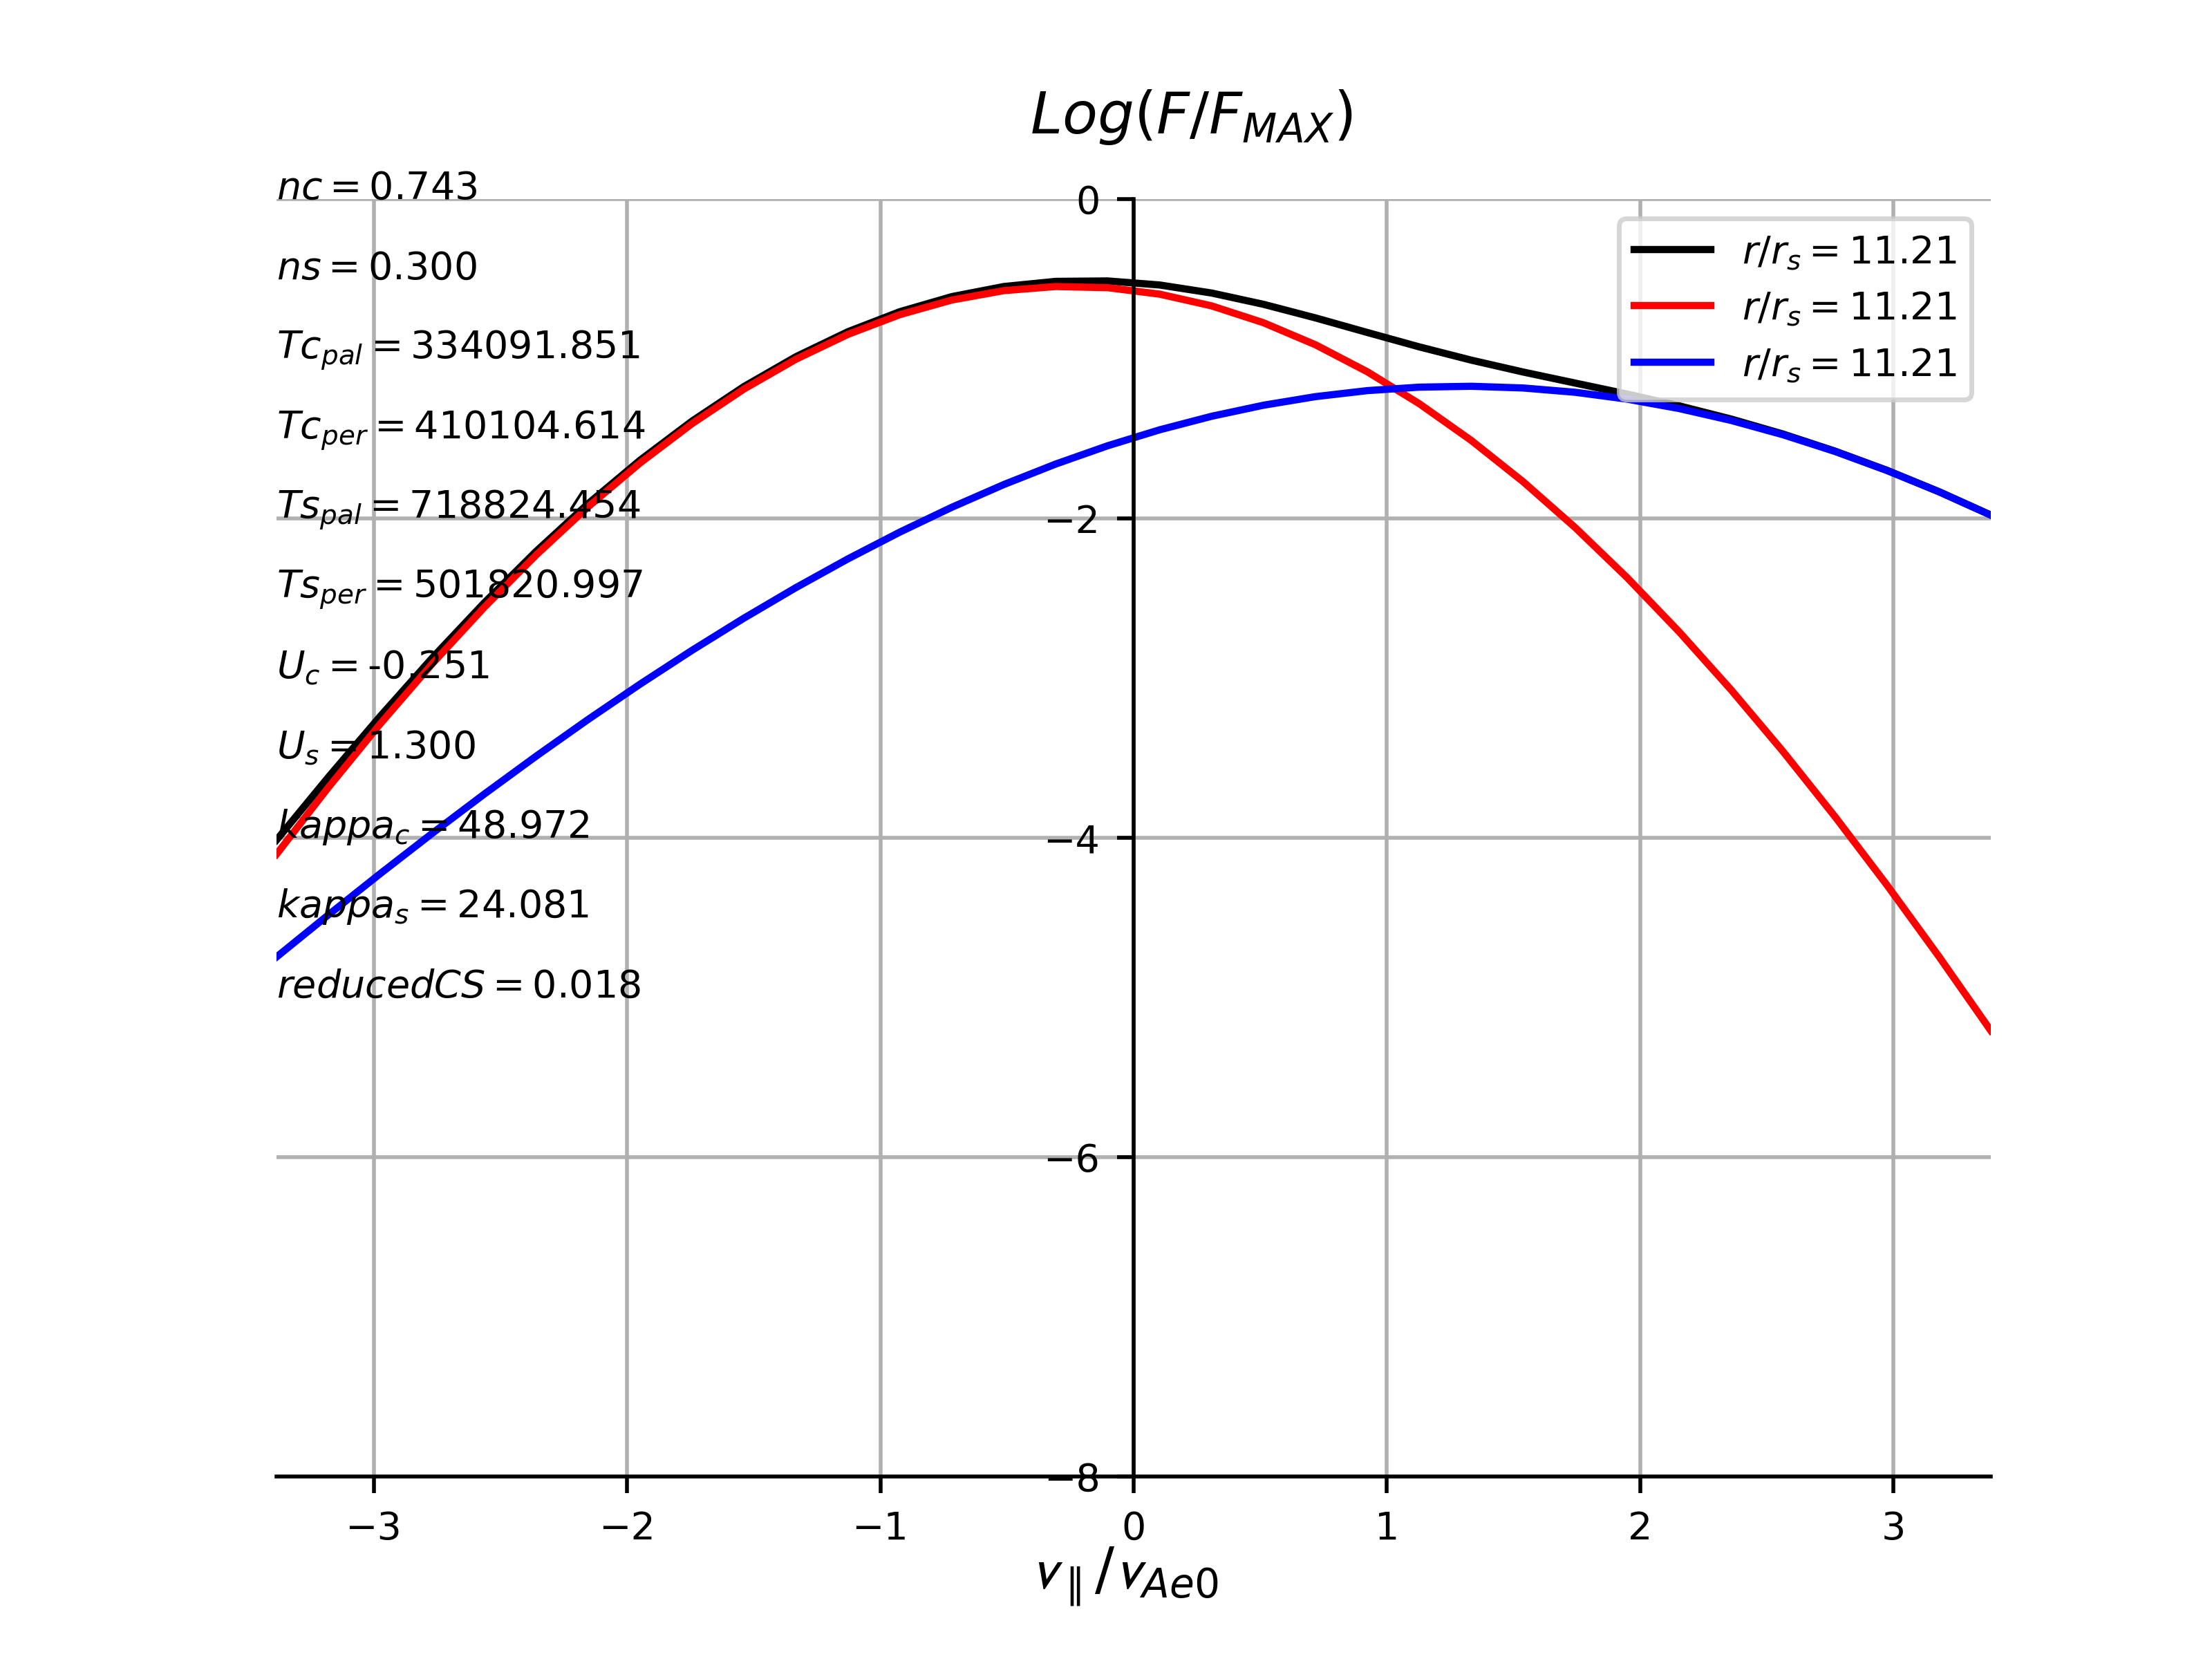 Log(F/F_MAX)
nc = 0.743
ns = 0.300
Tc_pal = 334091.851
Tc_per = 410104.614
Ts_pal = 718824.454
Ts_per = 501820.997
U_c = -0.251
U_s = 1.300
kappa_c = 48.972
kappa_s = 24.081
reducedCS = 0.018
r/r_s = 11.21
r/r_s = 11.21
r/r_s = 11.21
0
−2
−4
−6
−8
−3 −2 −1 0 1 2 3
v_∥/v_Ae0